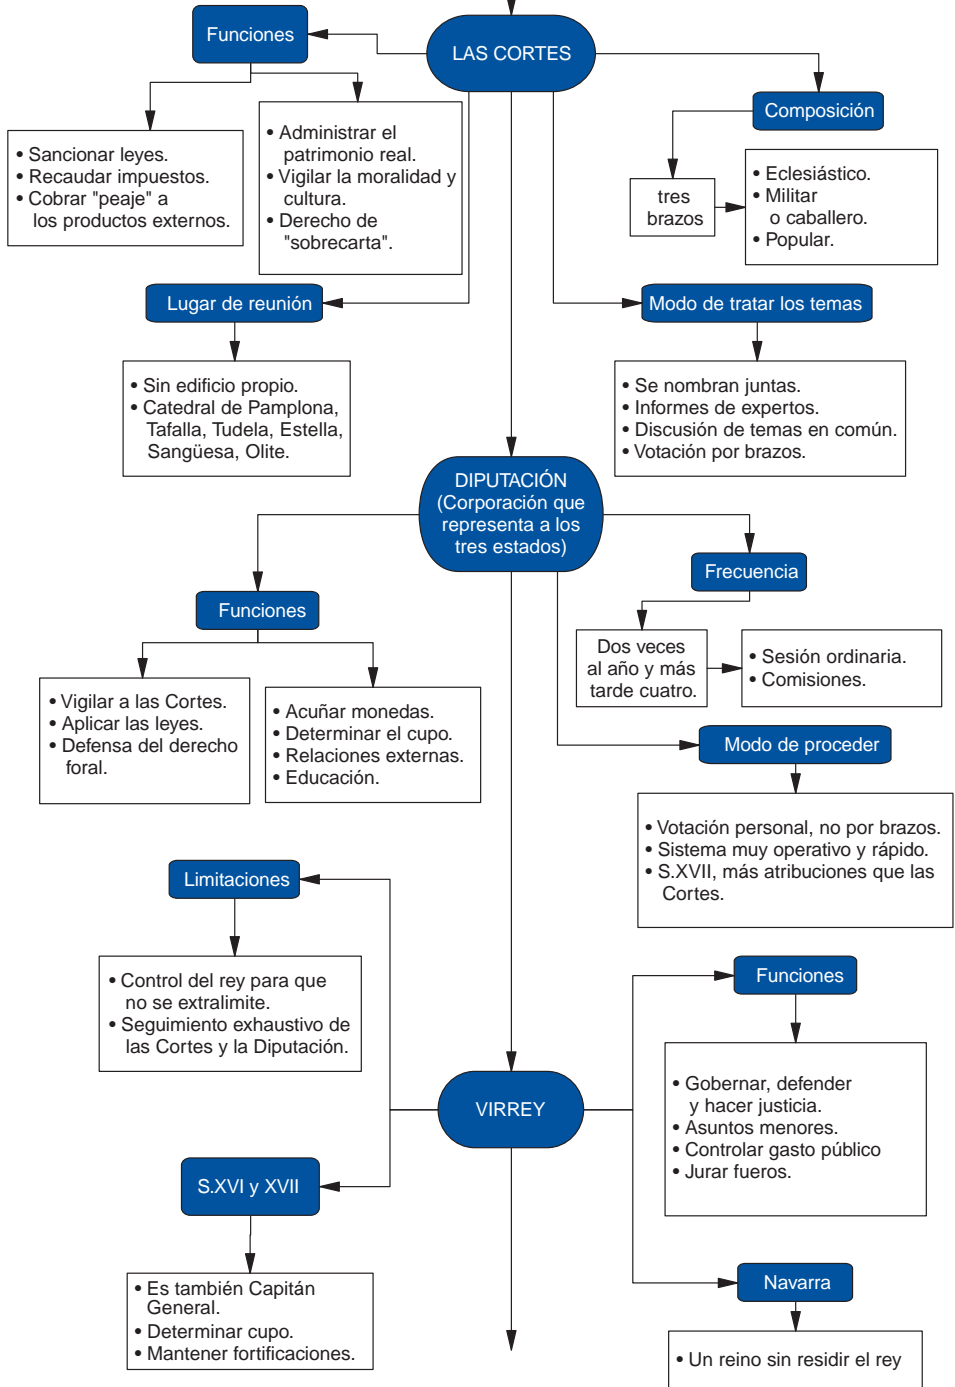 LAS CORTES
Funciones
• Sancionar leyes.
• Recaudar impuestos.
• Cobrar "peaje" a
los productos externos.
• Administrar el
patrimonio real.
• Vigilar la moralidad y
cultura.
• Derecho de
"sobrecarta".
Composición
tres
brazos
• Eclesiástico.
• Militar
o caballero.
• Popular.
Lugar de reunión
• Sin edificio propio.
• Catedral de Pamplona,
Tafalla, Tudela, Estella,
Sangüesa, Olite.
Modo de tratar los temas
• Se nombran juntas.
• Informes de expertos.
• Discusión de temas en común.
• Votación por brazos.
DIPUTACIÓN
(Corporación que
representa a los
tres estados)
Funciones
• Vigilar a las Cortes.
• Aplicar las leyes.
• Defensa del derecho
foral.
• Acuñar monedas.
• Determinar el cupo.
• Relaciones externas.
• Educación.
Frecuencia
Dos veces
al año y más
tarde cuatro.
• Sesión ordinaria.
• Comisiones.
Modo de proceder
• Votación personal, no por brazos.
• Sistema muy operativo y rápido.
• S.XVII, más atribuciones que las
Cortes.
VIRREY
Limitaciones
• Control del rey para que
no se extralimite.
• Seguimiento exhaustivo de
las Cortes y la Diputación.
Funciones
• Gobernar, defender
y hacer justicia.
• Asuntos menores.
• Controlar gasto público
• Jurar fueros.
S.XVI y XVII
• Es también Capitán
General.
• Determinar cupo.
• Mantener fortificaciones.
Navarra
• Un reino sin residir el rey